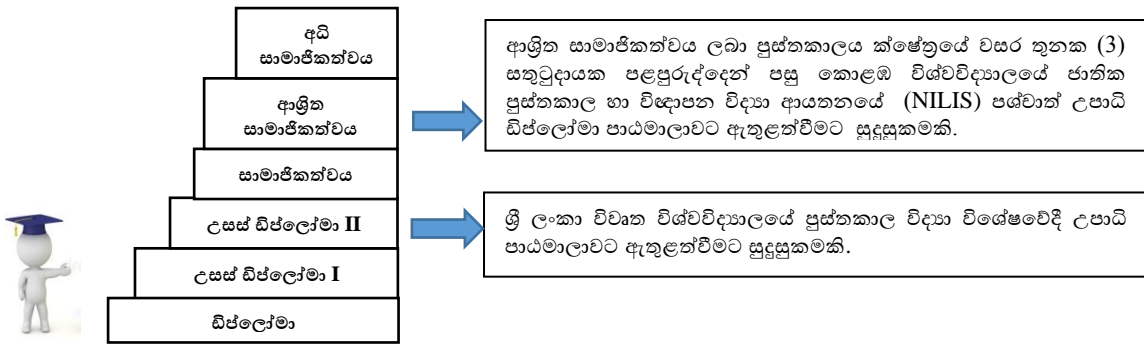 අධි
සාමාජිකත්වය
ආශ්‍රිත
සාමාජිකත්වය
සාමාජිකත්වය
උසස් ඩිප්ලෝමා II
උසස් ඩිප්ලෝමා I
ඩිප්ලෝමා
ආශ්‍රිත සාමාජිකත්වය ලබා පුස්තකාලය ක්ෂේත්‍රයේ වසර තුනක (3)
සතුටුදායක පළපුරුද්දෙන් පසු කොළඹ විශ්වවිද්‍යාලයේ ජාතික
පුස්තකාල හා විඥාපන විද්‍යා ආයතනයේ (NILIS) පශ්චාත් උපාධි
ඩිප්ලෝමා පාඨමාලාවට ඇතුළත්වීමට සුදුසුකමකි.
ශ්‍රී ලංකා විවෘත විශ්වවිද්‍යාලයේ පුස්තකාල විද්‍යා විශේෂවේදී උපාධි
පාඨමාලාවට ඇතුළත්වීමට සුදුසුකමකි.